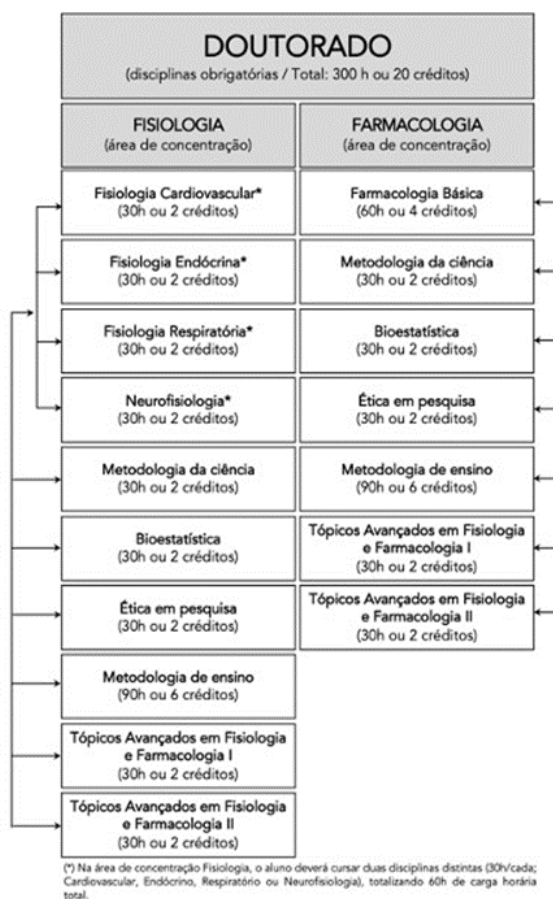 DOUTORADO
(disciplinas obrigatórias / Total: 300 h ou 20 créditos)
FISIOLOGIA
(área de concentração)
Fisiologia Cardiovascular*
(30h ou 2 créditos)
Fisiologia Endócrina*
(30h ou 2 créditos)
Fisiologia Respiratória*
(30h ou 2 créditos)
Neurofisiologia*
(30h ou 2 créditos)
Metodologia da ciência
(30h ou 2 créditos)
Bioestatística
(30h ou 2 créditos)
Ética em pesquisa
(30h ou 2 créditos)
Metodologia de ensino
(90h ou 6 créditos)
Tópicos Avançados em Fisiologia
e Farmacologia I
(30h ou 2 créditos)
Tópicos Avançados em Fisiologia
e Farmacologia II
(30h ou 2 créditos)
FARMACOLOGIA
(área de concentração)
Farmacologia Básica
(60h ou 4 créditos)
Metodologia da ciência
(30h ou 2 créditos)
Bioestatística
(30h ou 2 créditos)
Ética em pesquisa
(30h ou 2 créditos)
Metodologia de ensino
(90h ou 6 créditos)
Tópicos Avançados em Fisiologia
e Farmacologia I
(30h ou 2 créditos)
Tópicos Avançados em Fisiologia
e Farmacologia II
(30h ou 2 créditos)
(*) Na área de concentração Fisiologia, o aluno deverá cursar duas disciplinas distintas (30h/cada;
Cardiovascular, Endócrino, Respiratório ou Neurofisiologia), totalizando 60h de carga horária
total.